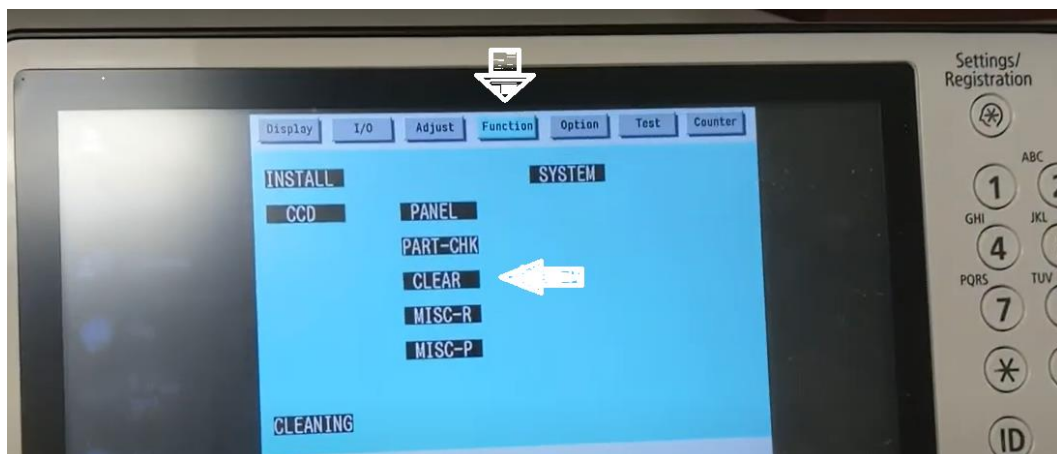 Settings/
Registration
Display I/O Adjust Function Option Test Counter
INSTALL SYSTEM
CCD PANEL
PART-CHK
CLEAR
MISC-R
MISC-P
CLEANING
ABC
1 2
GHI JKL
4
PQRS TUV
7
ID